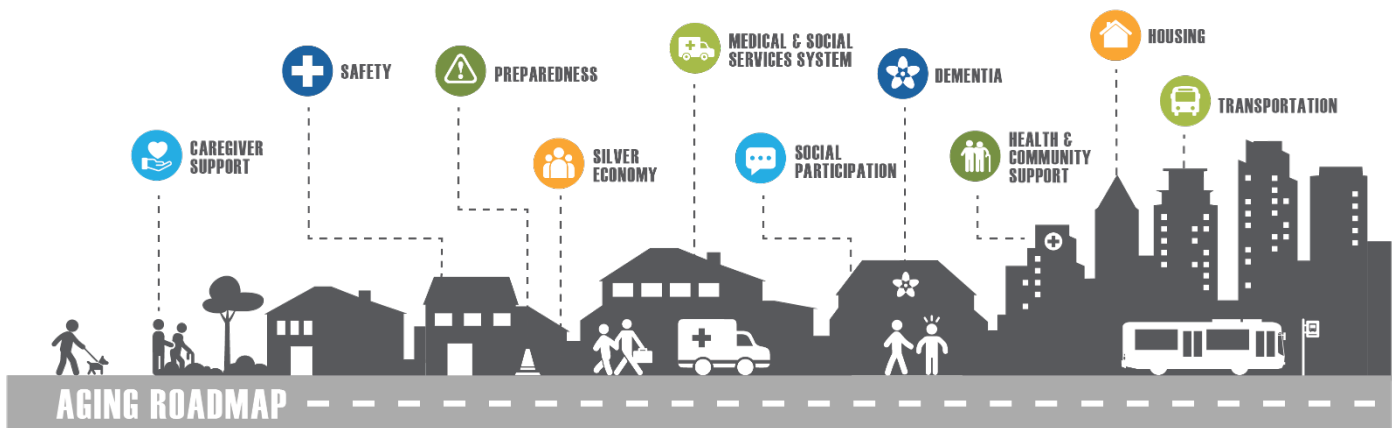 CAREGIVER
SUPPORT
SAFETY
PREPAREDNESS
SILVER
ECONOMY
MEDICAL & SOCIAL
SERVICES SYSTEM
SOCIAL
PARTICIPATION
DEMENTIA
HEALTH &
COMMUNITY
SUPPORT
HOUSING
TRANSPORTATION
AGING ROADMAP